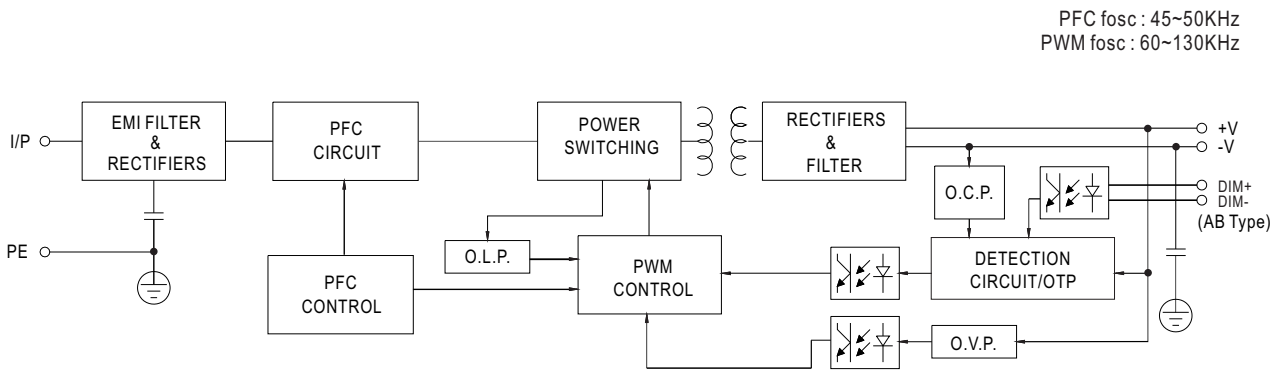 PFC fosc : 45~50KHz
PWM fosc : 60~130KHz
I/P
EMI FILTER
&
RECTIFIERS
PFC
CIRCUIT
POWER
SWITCHING
RECTIFIERS
&
FILTER
+V
-V
O.C.P.
DIM+
DIM-
(AB Type)
PE
O.L.P.
PFC
CONTROL
PWM
CONTROL
DETECTION
CIRCUIT/OTP
O.V.P.